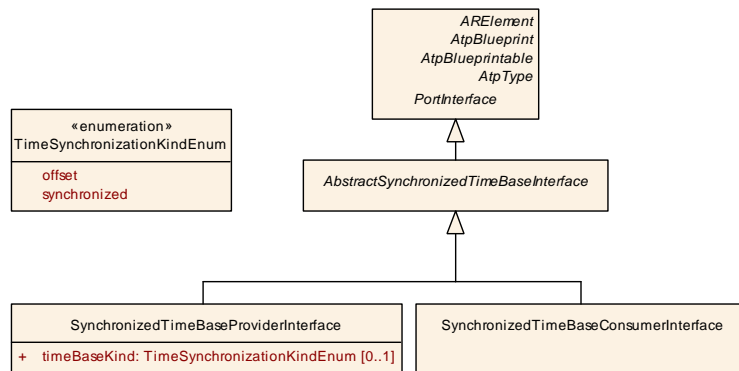 ARElement
AtpBlueprint
AtpBlueprintable
AtpType
PortInterface
«enumeration»
TimeSynchronizationKindEnum
offset
synchronized
AbstractSynchronizedTimeBaseInterface
SynchronizedTimeBaseProviderInterface
+ timeBaseKind: TimeSynchronizationKindEnum [0..1]
SynchronizedTimeBaseConsumerInterface